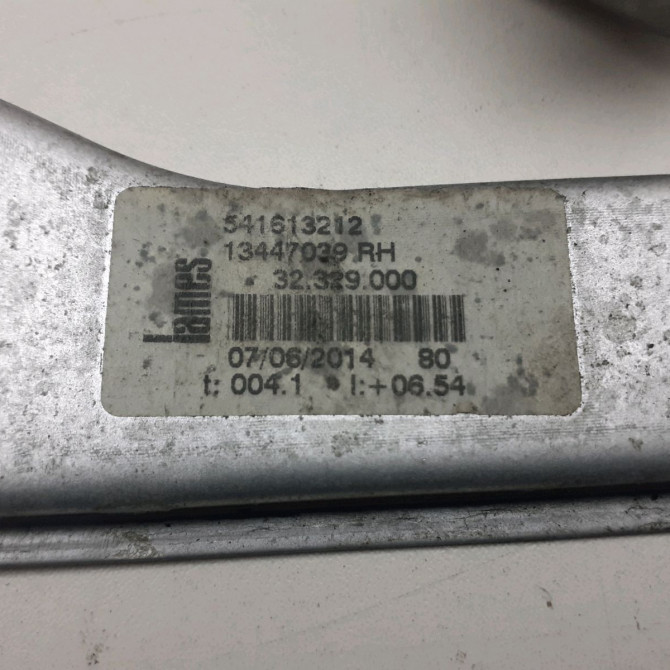 541613212
13447039 RH
32.329.000
lames
07/06/2014 80
t: 004.1 l:+06.54